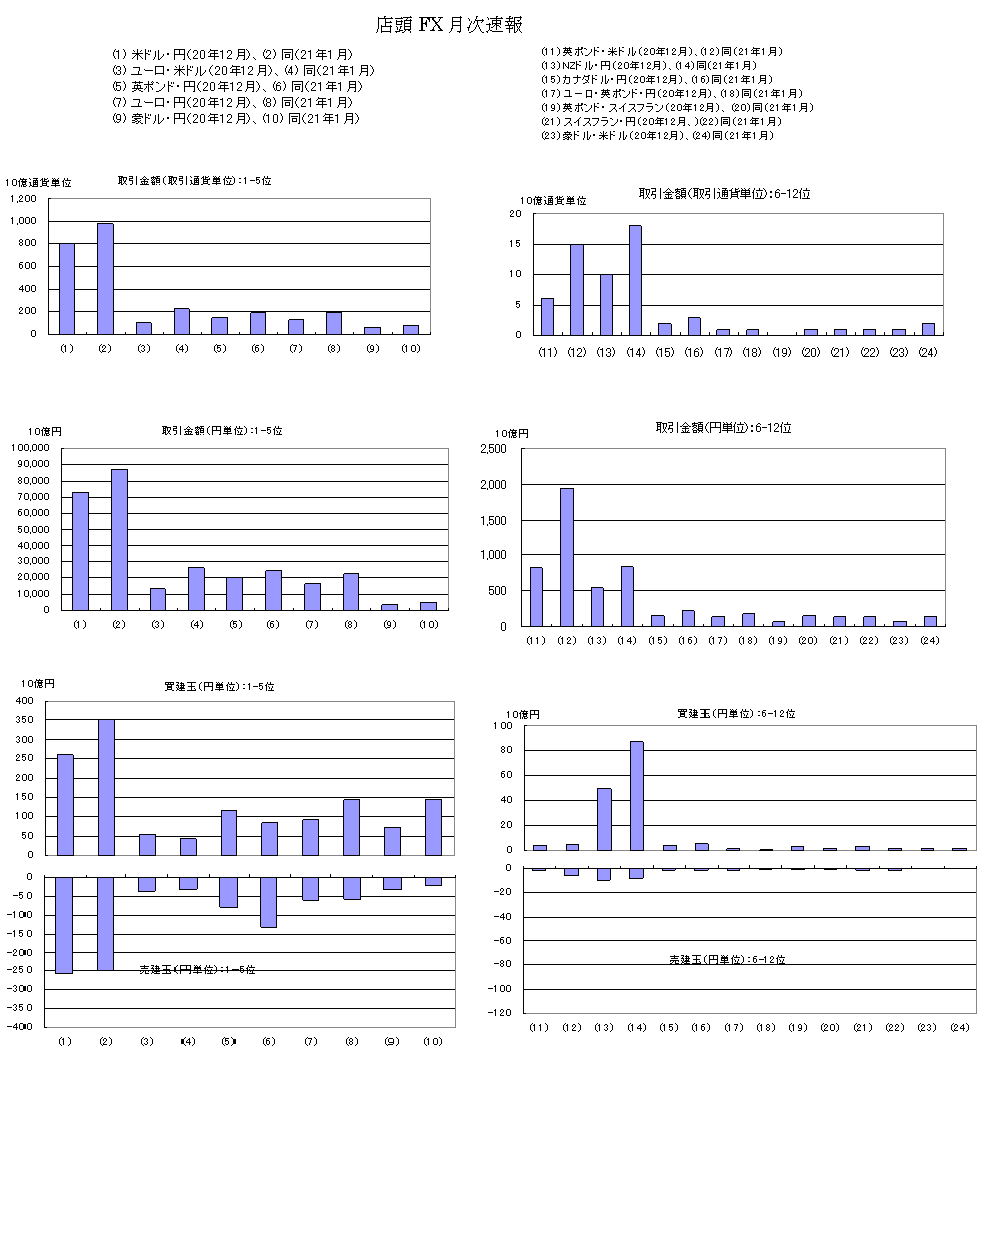 店頭 FX 月次速報
(1) 米ドル・円(20年12月)、(2) 同(21年1月)
(3) ユーロ・米ドル(20年12月)、(4) 同(21年1月)
(5) 英ポンド・円(20年12月)、(6) 同(21年1月)
(7) ユーロ・円(20年12月)、(8) 同(21年1月)
(9) 豪ドル・円(20年12月)、(10) 同(21年1月)
(11)英ポンド・米ドル(20年12月)、(12)同(21年1月)
(13)NZドル・円(20年12月)、(14)同(21年1月)
(15)カナダドル・円(20年12月)、(16)同(21年1月)
(17)ユーロ・英ポンド・円(20年12月)、(18)同(21年1月)
(19)英ポンド・スイスフラン(20年12月)、(20)同(21年1月)
(21)スイスフラン・円(20年12月、)(22)同(21年1月)
(23)豪ドル・米ドル(20年12月)、(24)同(21年1月)
10億通貨単位
取引金額(取引通貨単位):1-5位
1,200
1,000
800
600
400
200
0
(1) (2) (3) (4) (5) (6) (7) (8) (9) (10)
取引金額(取引通貨単位):6-12位
10億通貨単位
20
15
10
5
0
(11) (12) (13) (14) (15) (16) (17) (18) (19) (20) (21) (22) (23) (24)
10億円
取引金額(円単位):1-5位
100,000
90,000
80,000
70,000
60,000
50,000
40,000
30,000
20,000
10,000
0
(1) (2) (3) (4) (5) (6) (7) (8) (9) (10)
取引金額(円単位):6-12位
10億円
2,500
2,000
1,500
1,000
500
0
(11) (12) (13) (14) (15) (16) (17) (18) (19) (20) (21) (22) (23) (24)
10億円
買建玉(円単位):1-5位
400
350
300
250
200
150
100
50
0
0
-50
-100
-150
-200
-250
-300
-350
-400
売建玉(円単位):1-5位
(1) (2) (3) (4) (5) (6) (7) (8) (9) (10)
10億円
買建玉(円単位):6-12位
100
80
60
40
20
0
0
-20
-40
-60
-80
-100
-120
売建玉(円単位):6-12位
(11) (12) (13) (14) (15) (16) (17) (18) (19) (20) (21) (22) (23) (24)